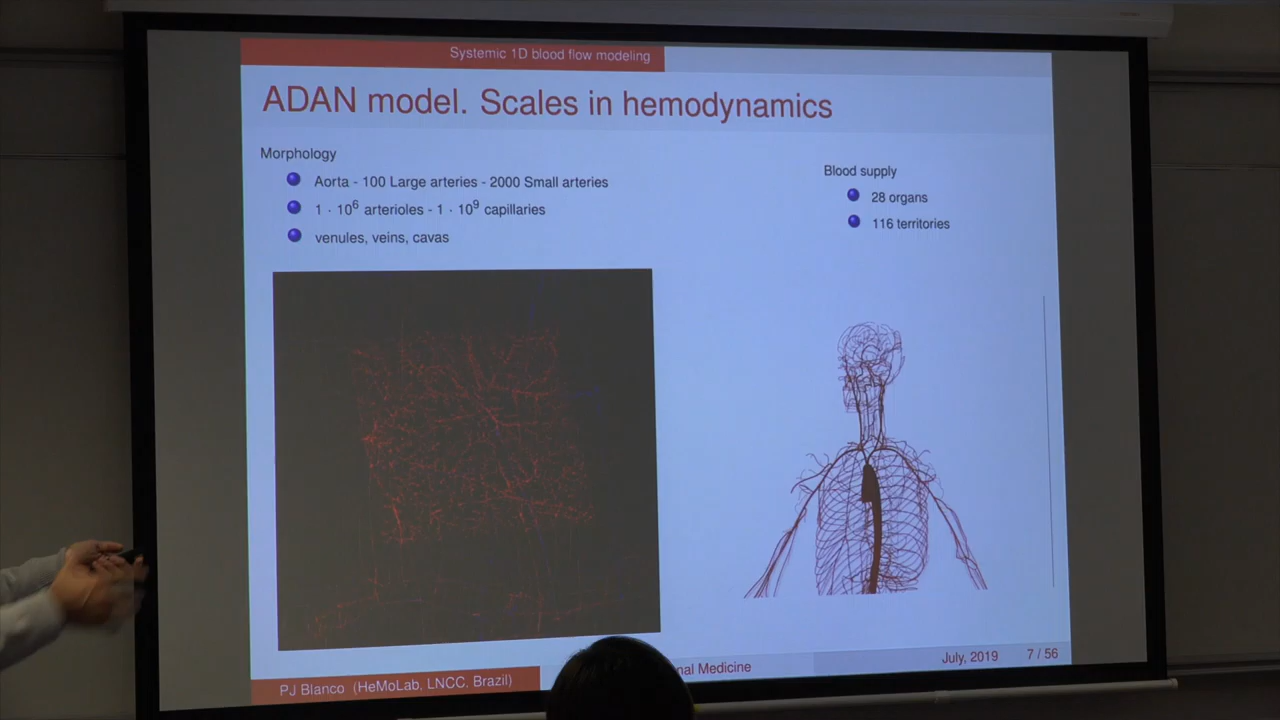 Systemic 1D blood flow modeling
ADAN model. Scales in hemodynamics
Morphology
Aorta - 100 Large arteries - 2000 Small arteries
1 · 10⁶ arterioles - 1 · 10⁹ capillaries
venules, veins, cavas
Blood supply
28 organs
116 territories
PJ Blanco (HeMoLab, LNCC, Brazil)
Medicine
July, 2019
7 / 56